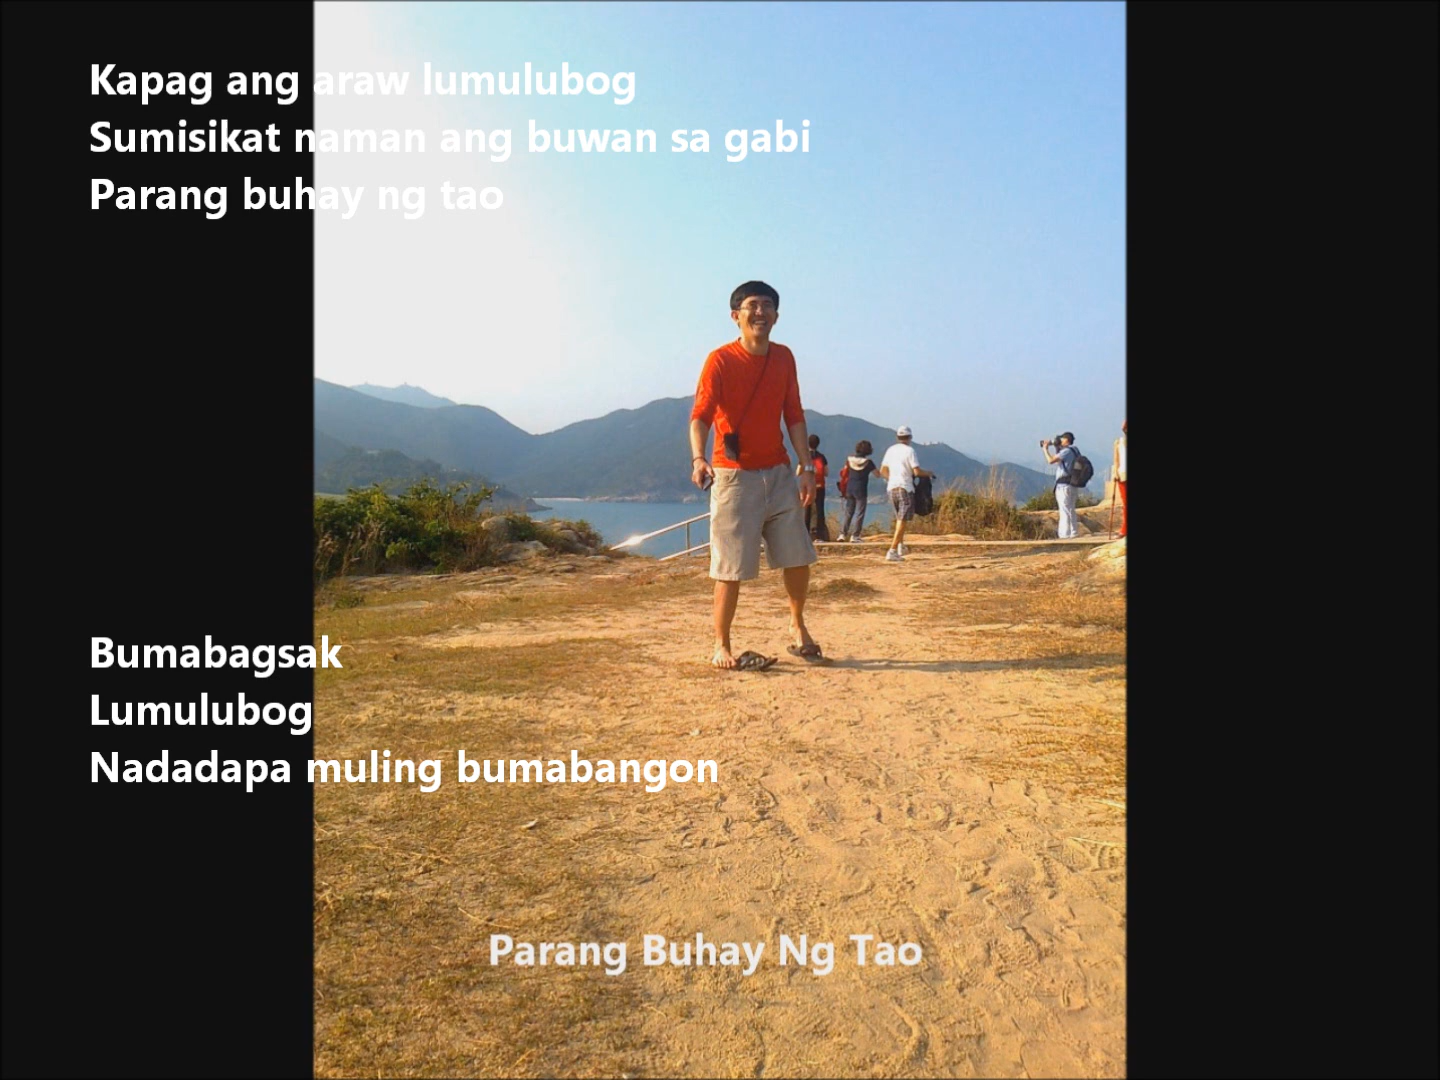 Kapag ang araw lumulubog
Sumisikat naman ang buwan sa gabi
Parang buhay ng tao
Bumabagsak
Lumulubog
Nadadapa muling bumabangon
Parang Buhay Ng Tao